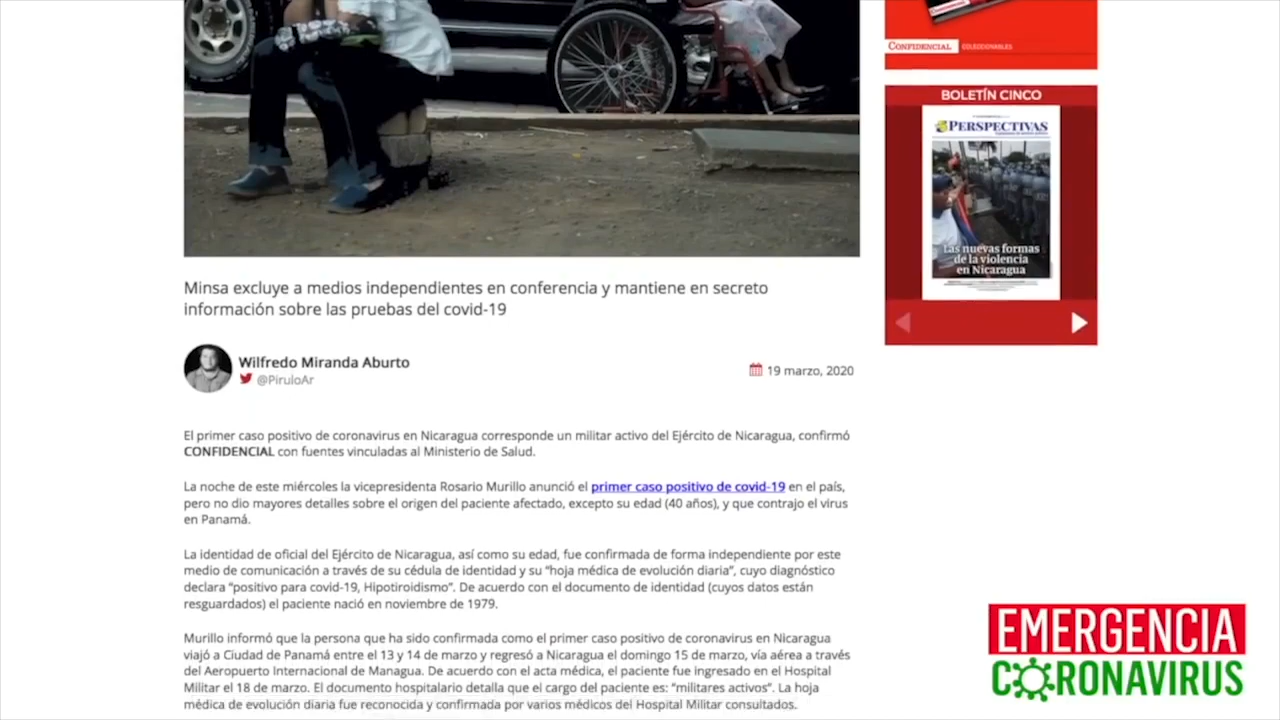 CONFIDENCIAL COLECCIONABLES
BOLETÍN CINCO
PERSPECTIVAS
Las nuevas formas
de la violencia
en Nicaragua
Minsa excluye a medios independientes en conferencia y mantiene en secreto
información sobre las pruebas del covid-19
Wilfredo Miranda Aburto
@PiruloAr
19 marzo, 2020
El primer caso positivo de coronavirus en Nicaragua corresponde un militar activo del Ejército de Nicaragua, confirmó
CONFIDENCIAL con fuentes vinculadas al Ministerio de Salud.
La noche de este miércoles la vicepresidenta Rosario Murillo anunció el primer caso positivo de covid-19 en el país,
pero no dio mayores detalles sobre el origen del paciente afectado, excepto su edad (40 años), y que contrajo el virus
en Panamá.
La identidad de oficial del Ejército de Nicaragua, así como su edad, fue confirmada de forma independiente por este
medio de comunicación a través de su cédula de identidad y su “hoja médica de evolución diaria”, cuyo diagnóstico
declara “positivo para covid-19, Hipotiroidismo”. De acuerdo con el documento de identidad (cuyos datos están
resguardados) el paciente nació en noviembre de 1979.
Murillo informó que la persona que ha sido confirmada como el primer caso positivo de coronavirus en Nicaragua
viajó a Ciudad de Panamá entre el 13 y 14 de marzo y regresó a Nicaragua el domingo 15 de marzo, vía aérea a través
del Aeropuerto Internacional de Managua. De acuerdo con el acta médica, el paciente fue ingresado en el Hospital
Militar el 18 de marzo. El documento hospitalario detalla que el cargo del paciente es: “militares activos”. La hoja
médica de evolución diaria fue reconocida y confirmada por varios médicos del Hospital Militar consultados.
EMERGENCIA
CORONAVIRUS